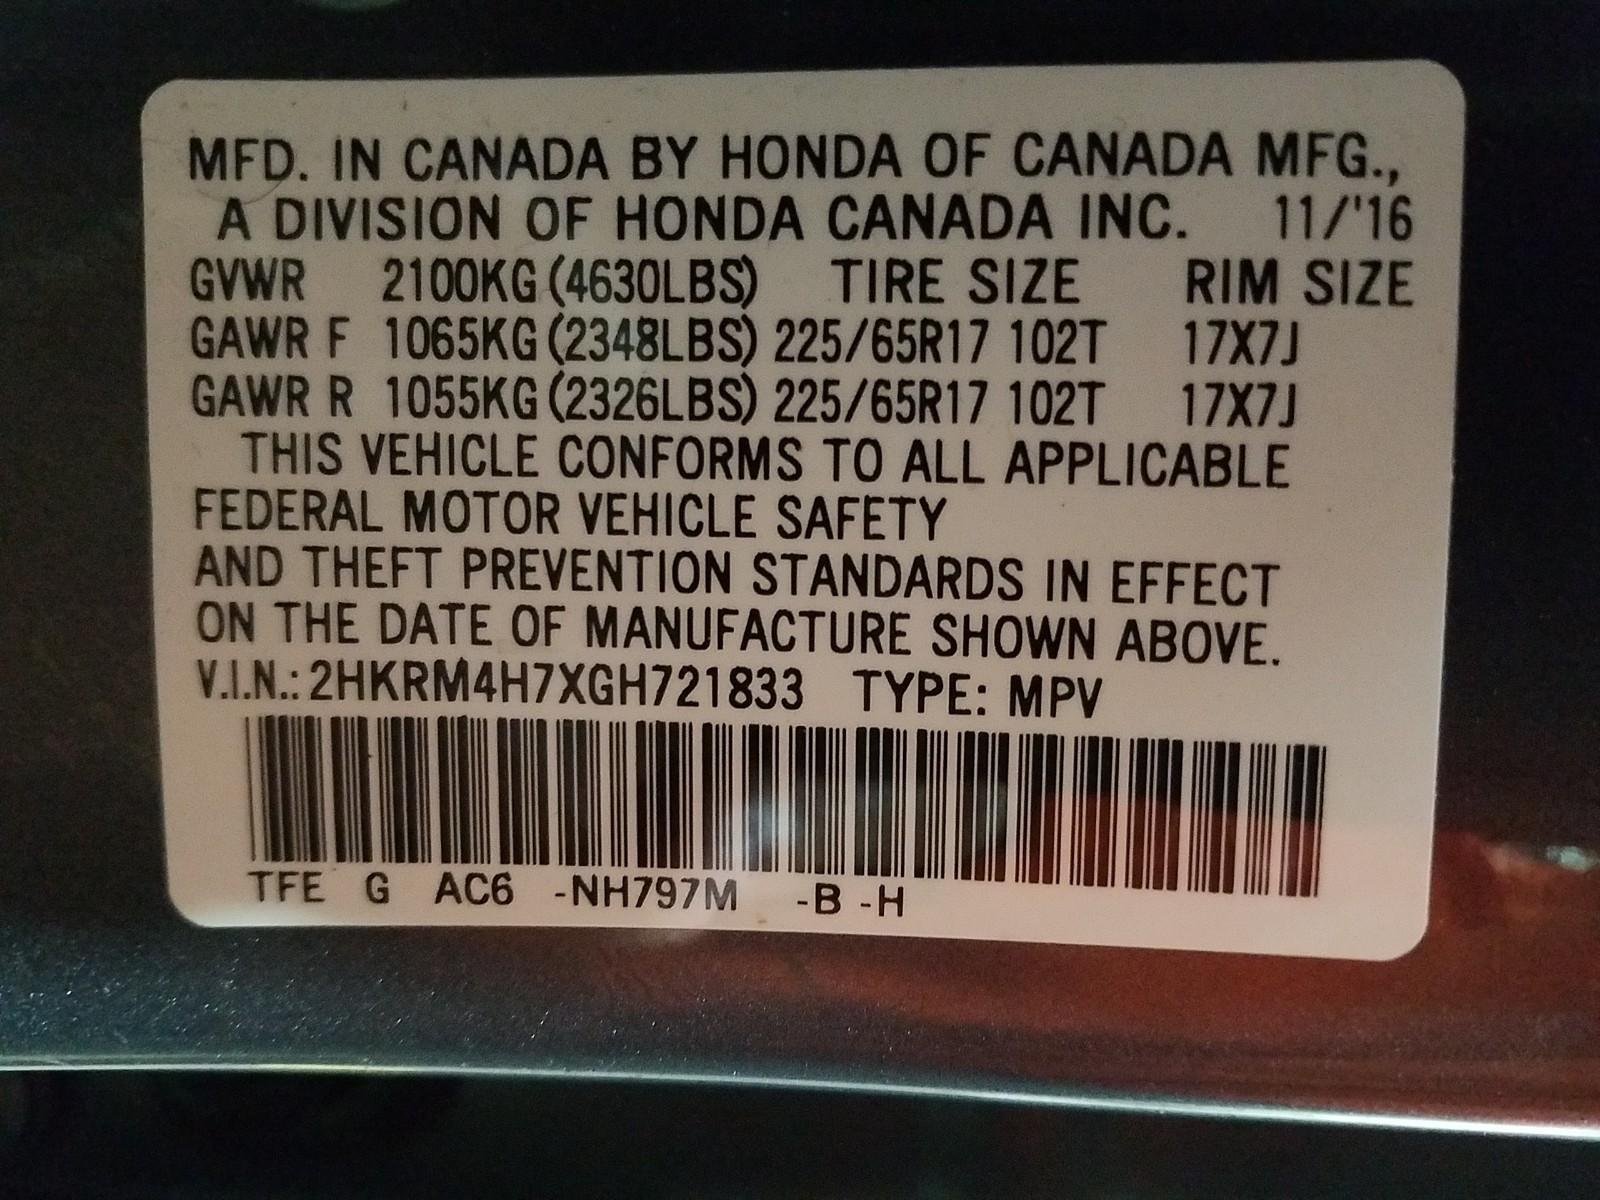 MFD. IN CANADA BY HONDA OF CANADA MFG.,
A DIVISION OF HONDA CANADA INC. 11/'16
GVWR 2100KG (4630LBS) TIRE SIZE RIM SIZE
GAWR F 1065KG (2348LBS) 225/65R17 102T 17X7J
GAWR R 1055KG (2326LBS) 225/65R17 102T 17X7J
THIS VEHICLE CONFORMS TO ALL APPLICABLE
FEDERAL MOTOR VEHICLE SAFETY
AND THEFT PREVENTION STANDARDS IN EFFECT
ON THE DATE OF MANUFACTURE SHOWN ABOVE.
V.I.N.: 2HKRM4H7XGH721833 TYPE: MPV
TFE G AC6 -NH797M -B -H